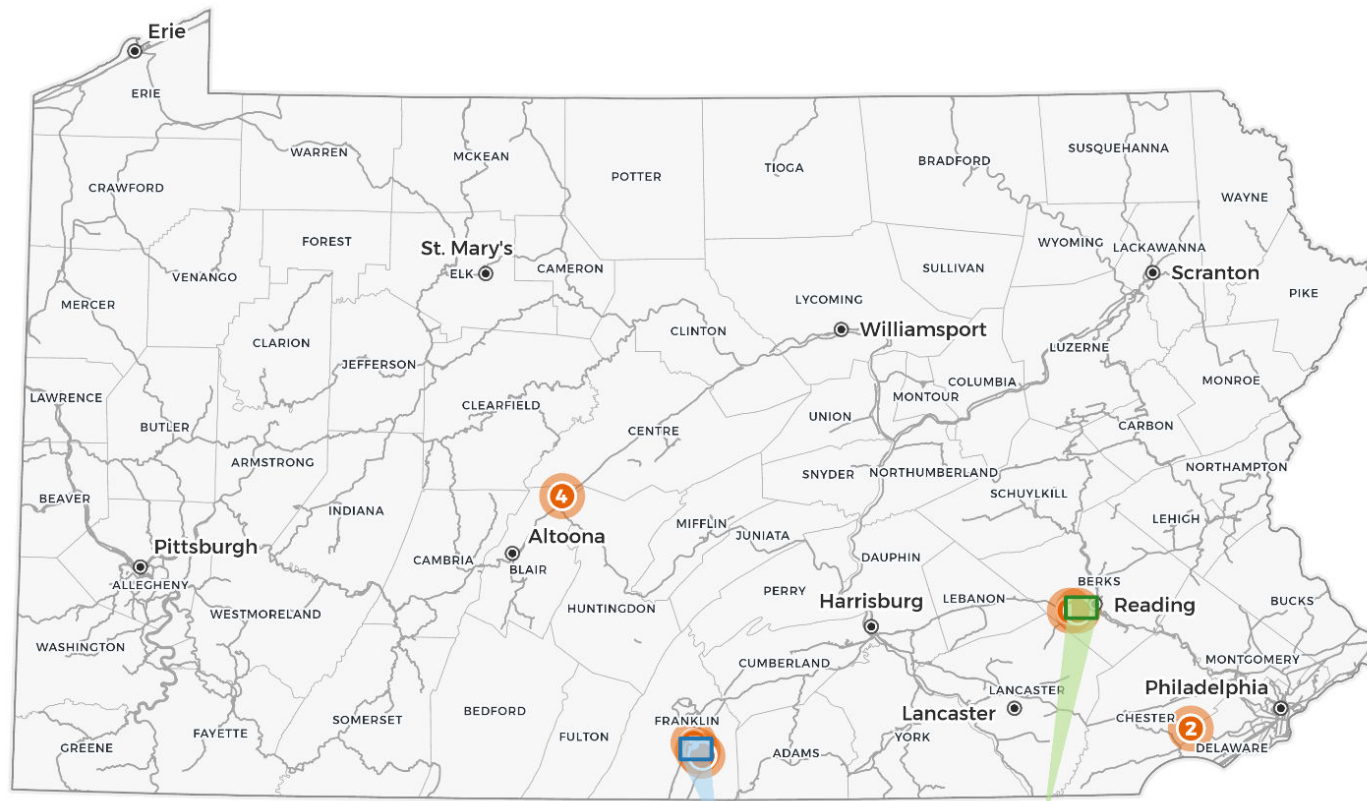 Erie
ERIE
WARREN
MCKEAN
POTTER
TIOGA
BRADFORD
SUSQUEHANNA
CRAWFORD
WAYNE
FOREST
St. Mary's
ELK
CAMERON
VENANGO
WYOMING
LACKAWANNA
Scranton
SULLIVAN
PIKE
MERCER
LYCOMING
CLINTON
Williamsport
CLARION
JEFFERSON
LUZERNE
MONROE
COLUMBIA
MONTOUR
LAWRENCE
CLEARFIELD
UNION
BUTLER
CENTRE
CARBON
ARMSTRONG
SNYDER
NORTHUMBERLAND
NORTHAMPTON
BEAVER
4
SCHUYLKILL
INDIANA
MIFFLIN
JUNIATA
LEHIGH
Altoona
Pittsburgh
CAMBRIA
BLAIR
DAUPHIN
ALLEGHENY
BERKS
PERRY
LEBANON
Reading
Harrisburg
HUNTINGDON
BUCKS
WESTMORELAND
WASHINGTON
CUMBERLAND
MONTGOMERY
LANCASTER
Philadelphia
Lancaster
BEDFORD
SOMERSET
FRANKLIN
CHESTER
2
FAYETTE
FULTON
YORK
GREENE
ADAMS
DELAWARE